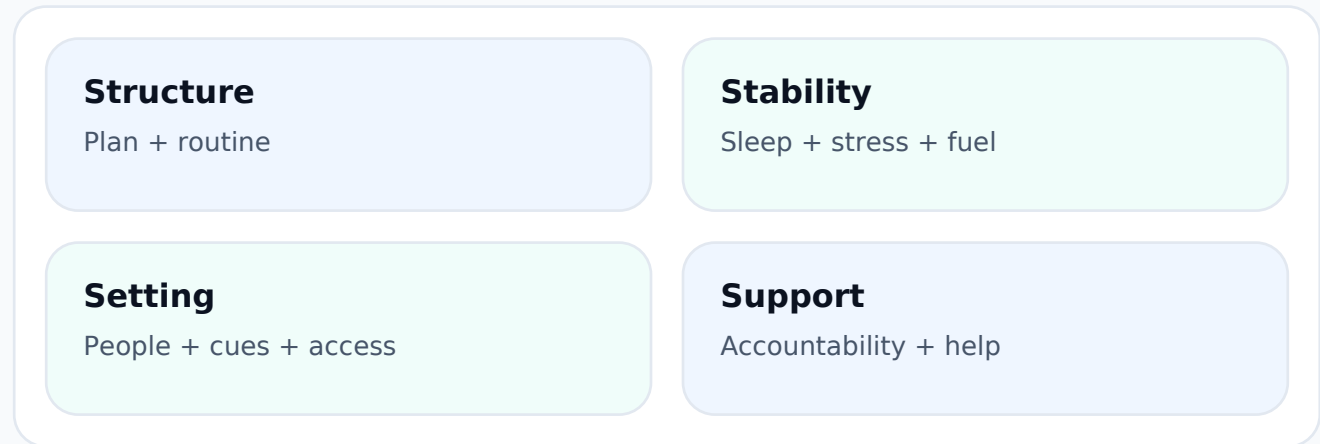 Structure
Plan + routine
Stability
Sleep + stress + fuel
Setting
People + cues + access
Support
Accountability + help